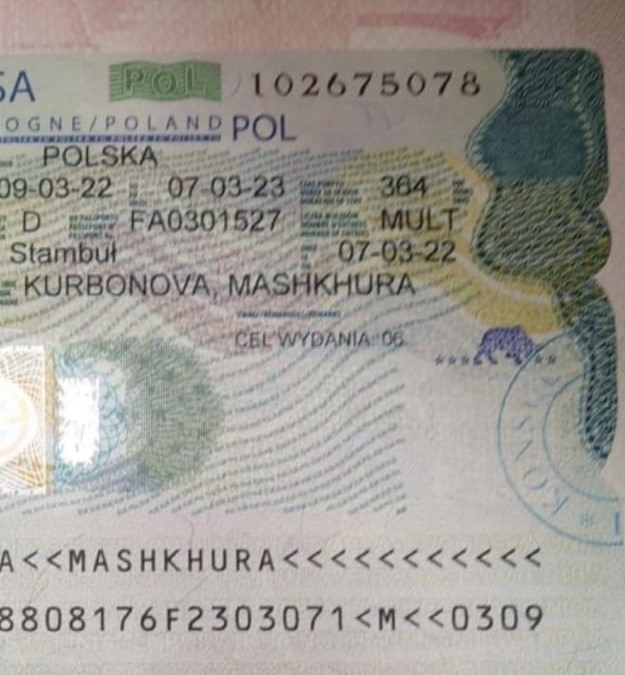 SA POL 102675078
OGNE/POLAND POL
POLSKA
09-03-22 07-03-23 364
D FA0301527 MULT
Stambuł 07-03-22
KURBONOVA, MASHKHURA
CEL WYDANIA: 06
KONS
A<<MASHKHURA<<<<<<<<<<<
8808176F2303071<M<<0309